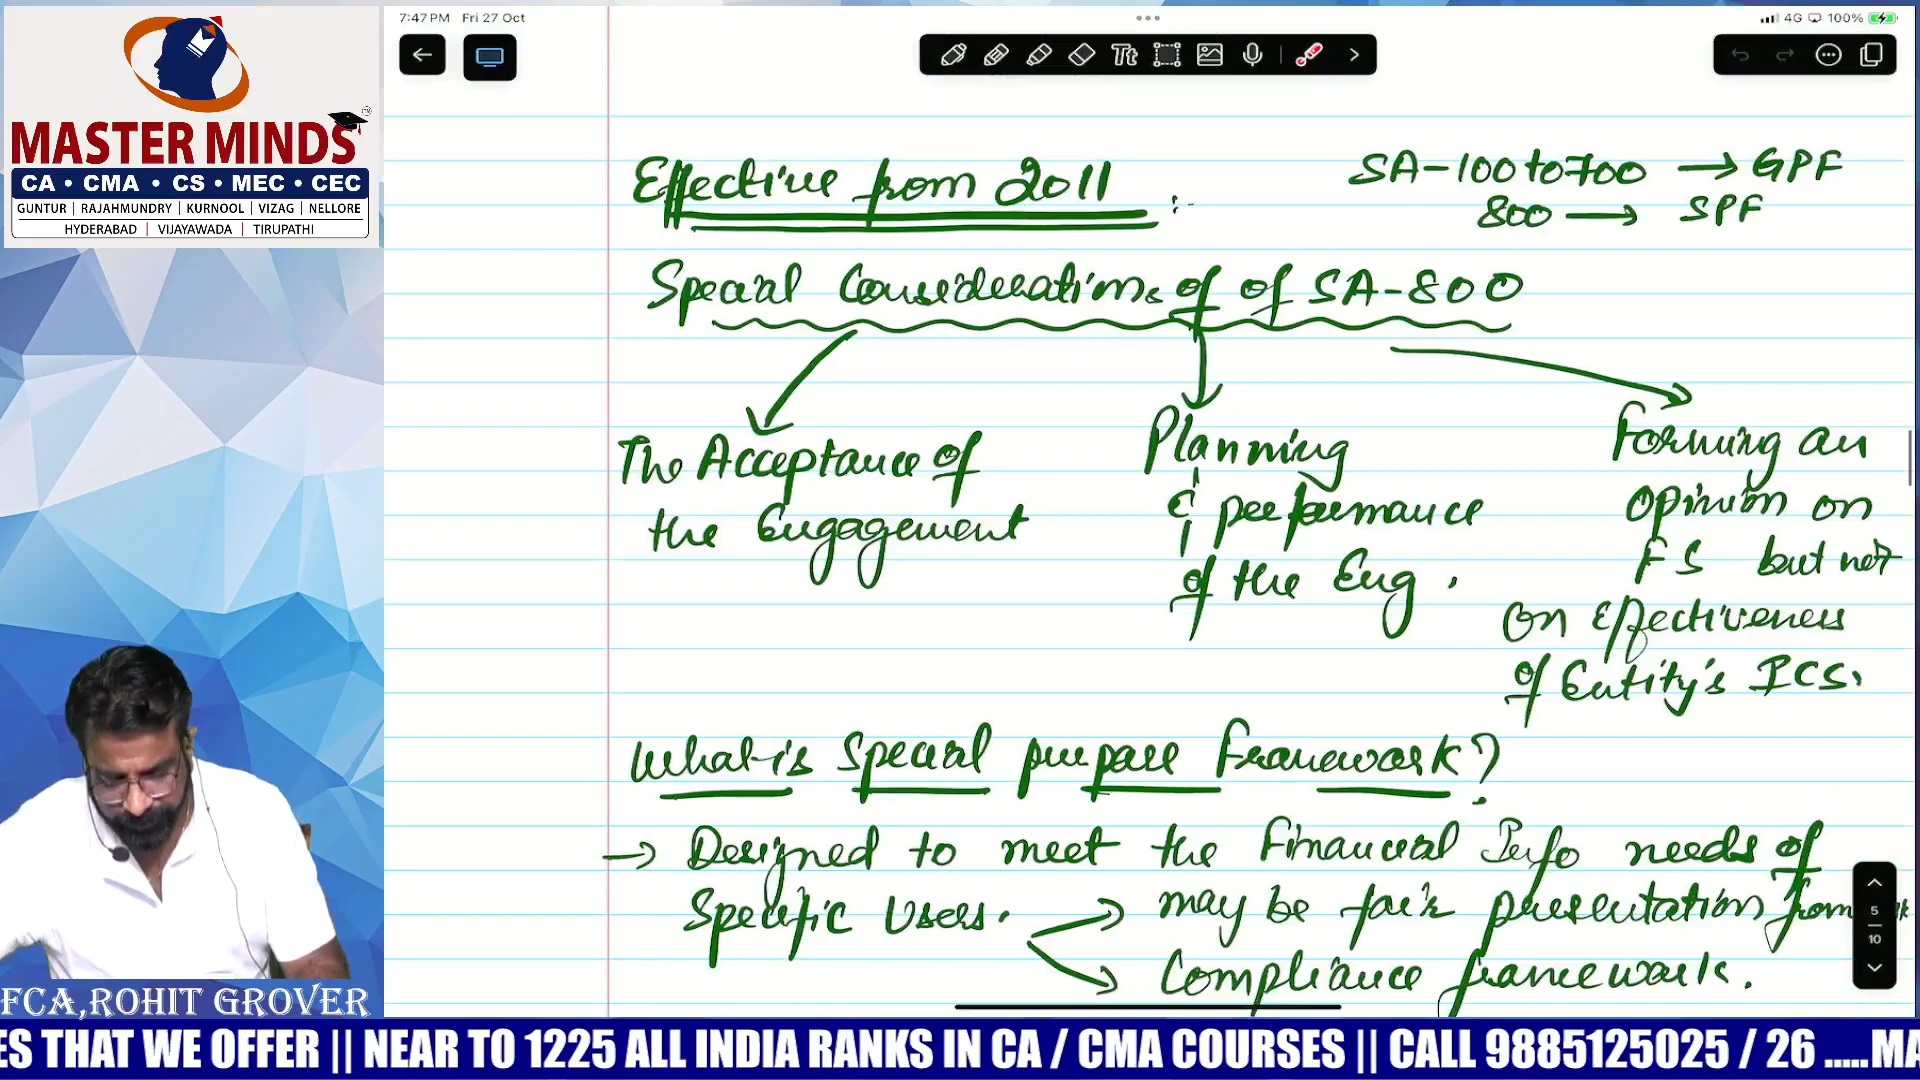 7:47 PM Fri 27 Oct
4G 100%
MASTER MINDS
CA • CMA • CS • MEC • CEC
GUNTUR | RAJAHMUNDRY | KURNOOL | VIZAG | NELLORE
HYDERABAD | VIJAYAWADA | TIRUPATHI
Tt
Effective from 2011 :-
SA-100 to 700 → GPF
800 → SPF
Special Considerations of of SA-800
The Acceptance of
the Engagement
Planning
& performance
of the Eng.
Forming an
Opinion on
FS but not
on Effectiveness
of Entity's ICS.
What is Special purpose Framework?
→ Designed to meet the Financial Info needs of
Specific Users.
may be fair presentation
Compliance framework.
5
10
FCA,ROHIT GROVER
ES THAT WE OFFER || NEAR TO 1225 ALL INDIA RANKS IN CA / CMA COURSES || CALL 9885125025 / 26 .....MA